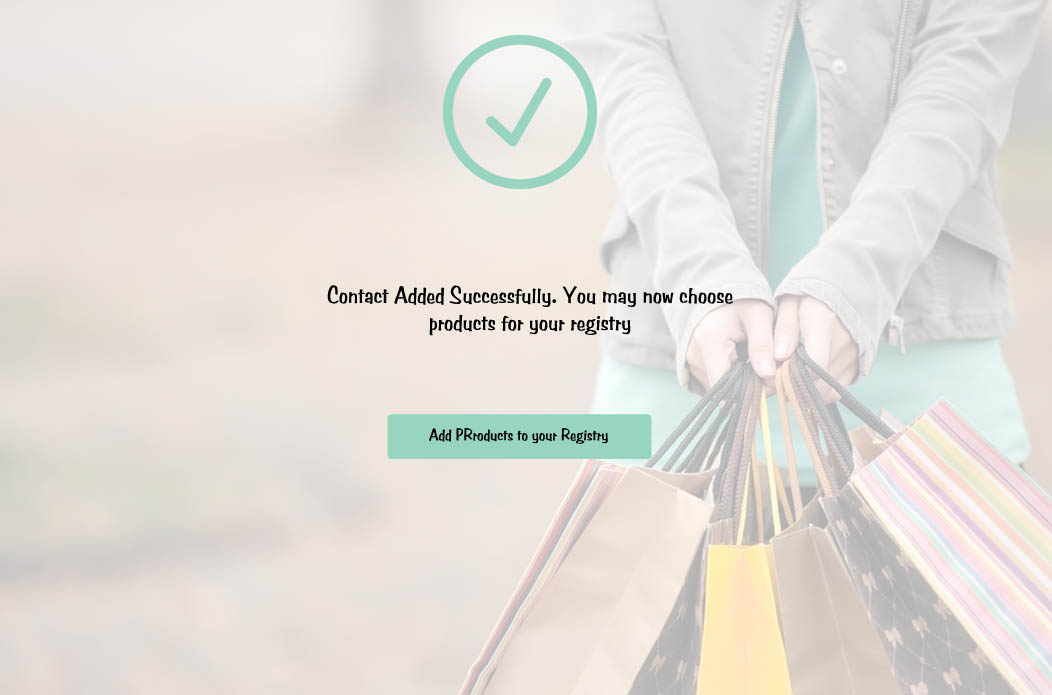 Contact Added Successfully. You may now choose
products for your registry
Add PRroducts to your Registry